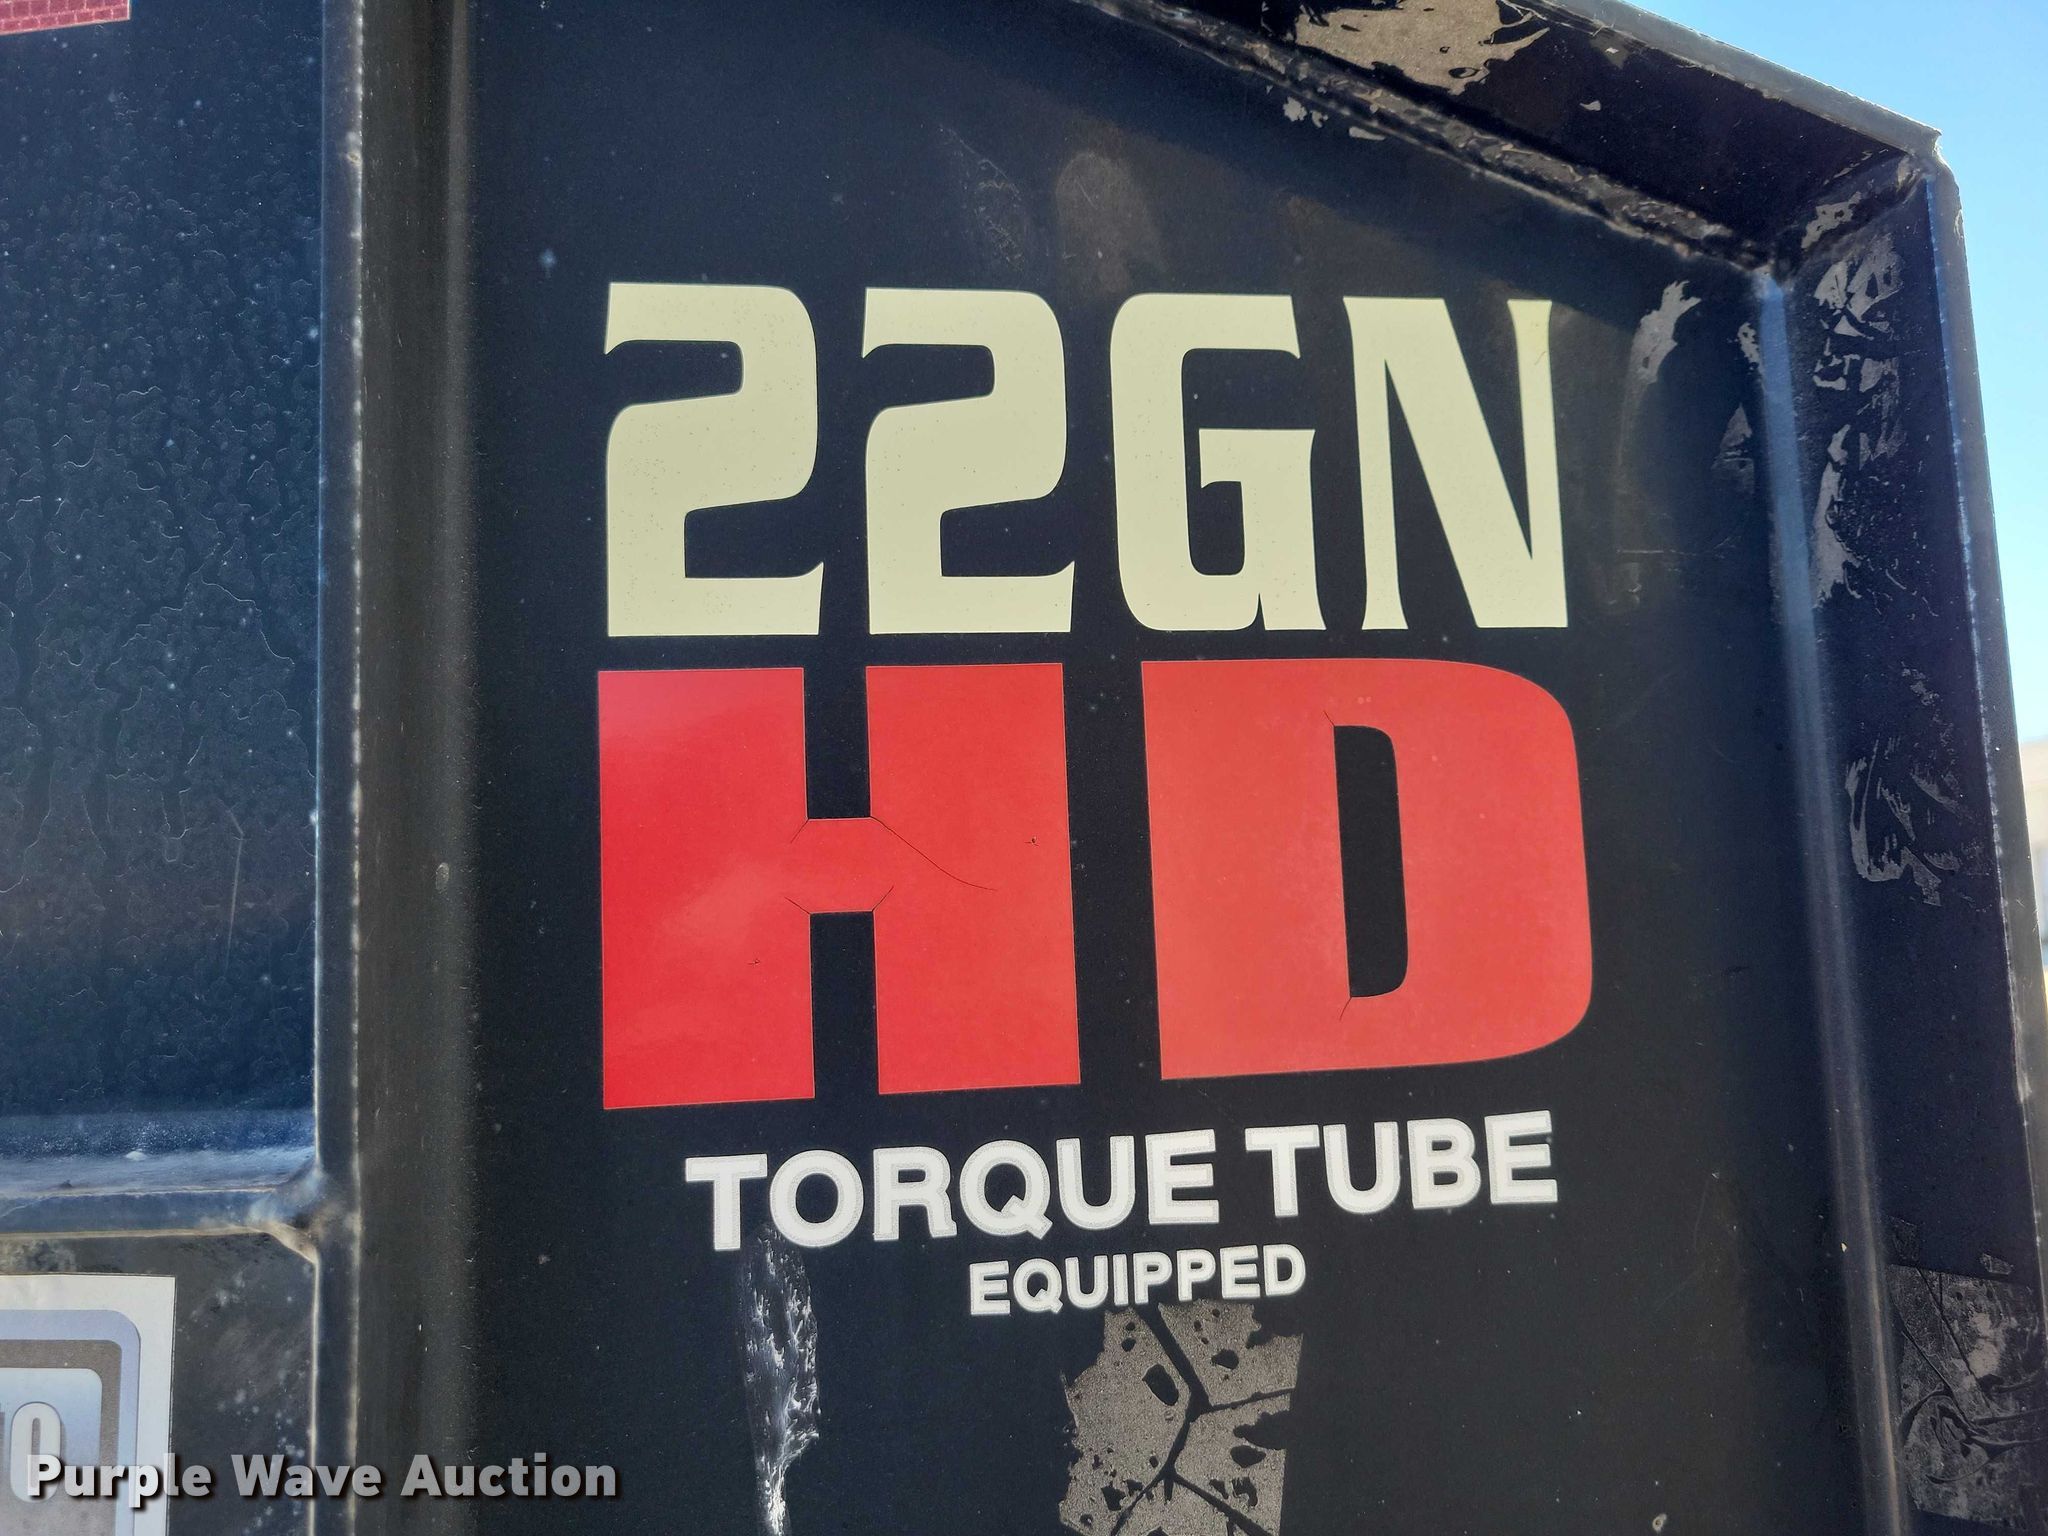 22GN
HD
TORQUE TUBE
EQUIPPED
Purple Wave Auction